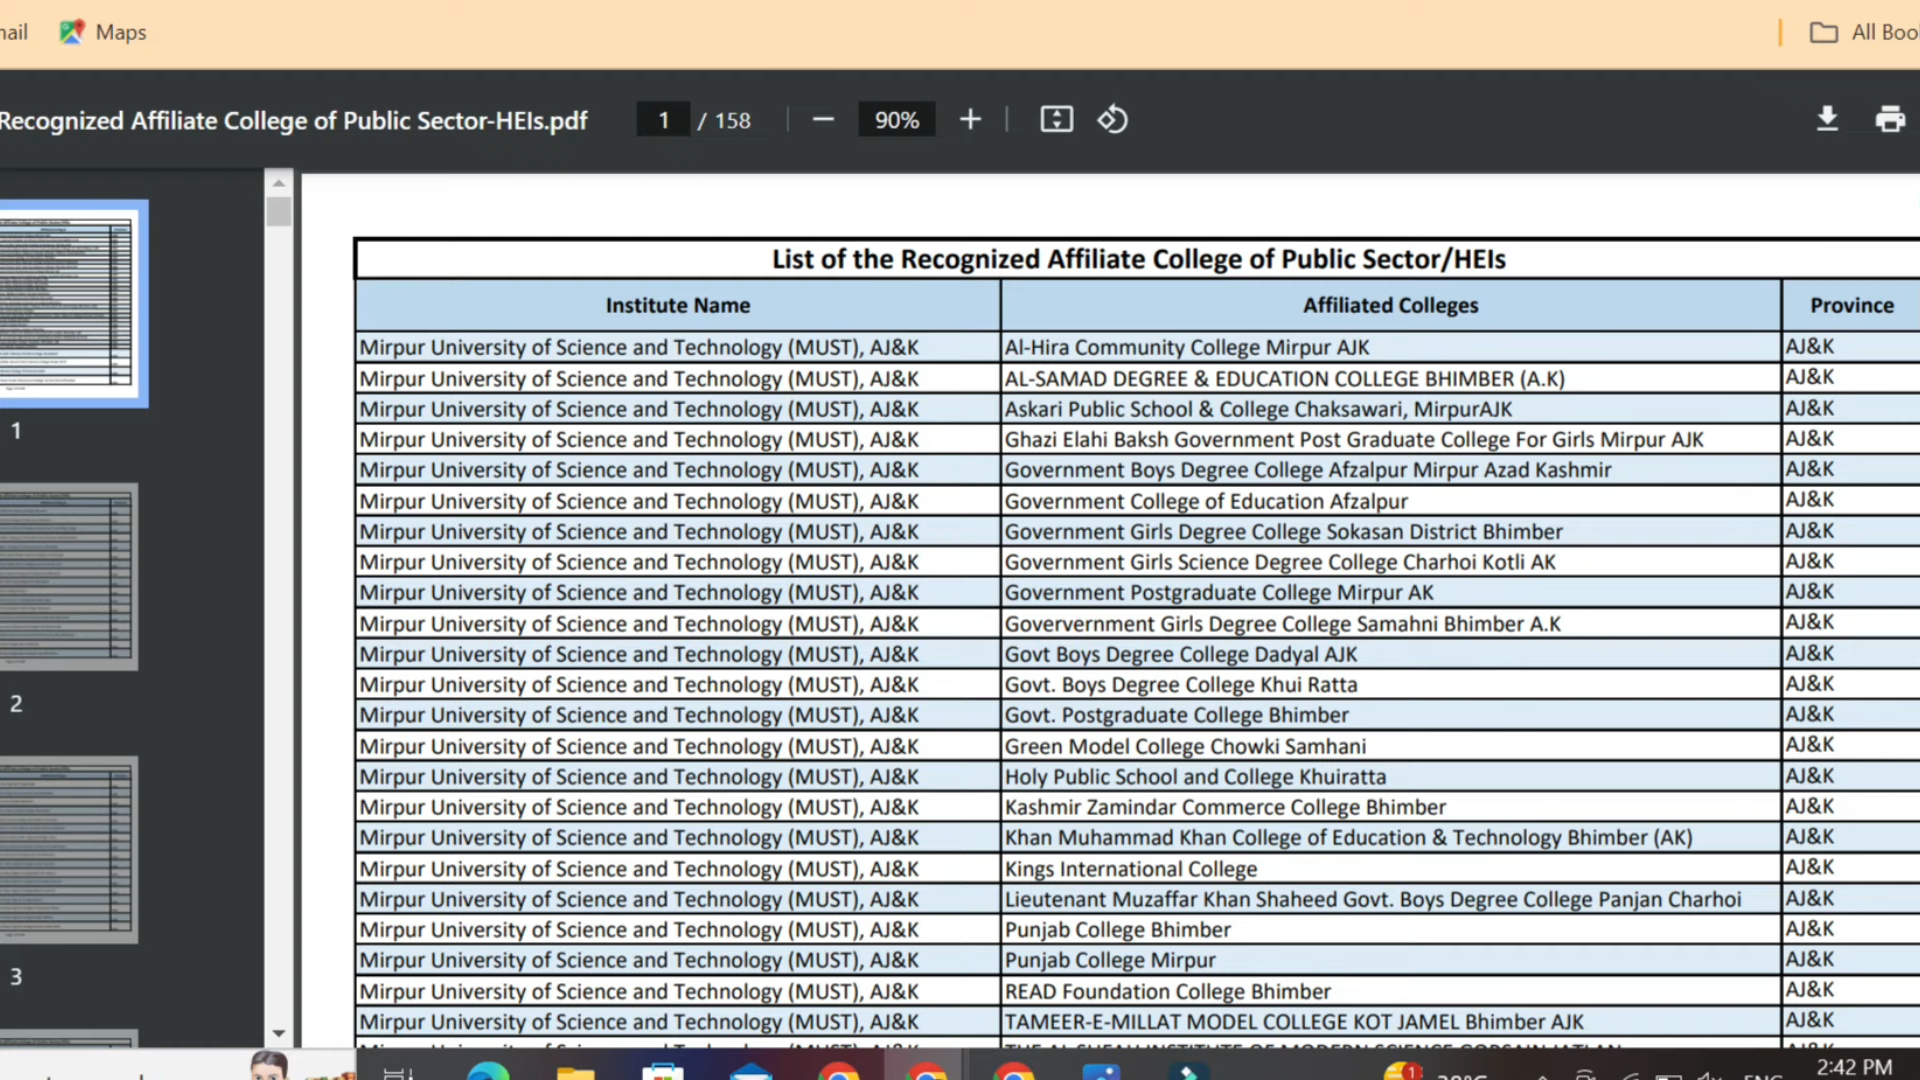 Maps
All
Recognized Affiliate College of Public Sector-HEIs.pdf 1 / 158 90%
List of the Recognized Affiliate College of Public Sector/HEIs
Institute Name Affiliated Colleges Province
Mirpur University of Science and Technology (MUST), AJ&K Al-Hira Community College Mirpur AJK AJ&K
Mirpur University of Science and Technology (MUST), AJ&K AL-SAMAD DEGREE & EDUCATION COLLEGE BHIMBER (A.K) AJ&K
Mirpur University of Science and Technology (MUST), AJ&K Askari Public School & College Chaksawari, MirpurAJK AJ&K
Mirpur University of Science and Technology (MUST), AJ&K Ghazi Elahi Baksh Government Post Graduate College For Girls Mirpur AJK AJ&K
Mirpur University of Science and Technology (MUST), AJ&K Government Boys Degree College Afzalpur Mirpur Azad Kashmir AJ&K
Mirpur University of Science and Technology (MUST), AJ&K Government College of Education Afzalpur AJ&K
Mirpur University of Science and Technology (MUST), AJ&K Government Girls Degree College Sokasan District Bhimber AJ&K
Mirpur University of Science and Technology (MUST), AJ&K Government Girls Science Degree College Charhoi Kotli AK AJ&K
Mirpur University of Science and Technology (MUST), AJ&K Government Postgraduate College Mirpur AK AJ&K
Mirpur University of Science and Technology (MUST), AJ&K Goververnment Girls Degree College Samahni Bhimber A.K AJ&K
Mirpur University of Science and Technology (MUST), AJ&K Govt Boys Degree College Dadyal AJK AJ&K
Mirpur University of Science and Technology (MUST), AJ&K Govt. Boys Degree College Khui Ratta AJ&K
Mirpur University of Science and Technology (MUST), AJ&K Govt. Postgraduate College Bhimber AJ&K
Mirpur University of Science and Technology (MUST), AJ&K Green Model College Chowki Samhani AJ&K
Mirpur University of Science and Technology (MUST), AJ&K Holy Public School and College Khuiratta AJ&K
Mirpur University of Science and Technology (MUST), AJ&K Kashmir Zamindar Commerce College Bhimber AJ&K
Mirpur University of Science and Technology (MUST), AJ&K Khan Muhammad Khan College of Education & Technology Bhimber (AK) AJ&K
Mirpur University of Science and Technology (MUST), AJ&K Kings International College AJ&K
Mirpur University of Science and Technology (MUST), AJ&K Lieutenant Muzaffar Khan Shaheed Govt. Boys Degree College Panjan Charhoi AJ&K
Mirpur University of Science and Technology (MUST), AJ&K Punjab College Bhimber AJ&K
Mirpur University of Science and Technology (MUST), AJ&K Punjab College Mirpur AJ&K
Mirpur University of Science and Technology (MUST), AJ&K READ Foundation College Bhimber AJ&K
Mirpur University of Science and Technology (MUST), AJ&K TAMEER-E-MILLAT MODEL COLLEGE KOT JAMEL Bhimber AJK AJ&K
1
2
3
1
2:42 PM